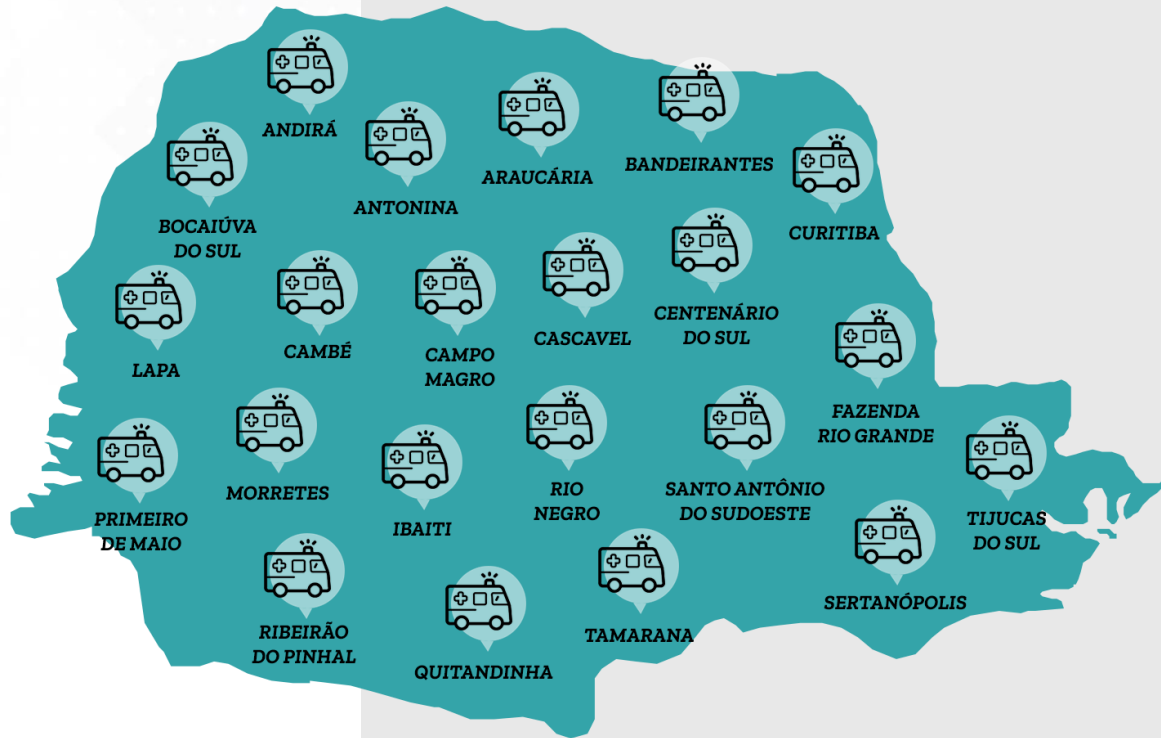 ANDIRÁ
ANTONINA
ARAUCÁRIA
BANDEIRANTES
BOCAIÚVA
DO SUL
CURITIBA
LAPA
CAMBÉ
CAMPO
MAGRO
CASCAVEL
CENTENÁRIO
DO SUL
FAZENDA
RIO GRANDE
PRIMEIRO
DE MAIO
MORRETES
IBAITI
RIO
NEGRO
SANTO ANTÔNIO
DO SUDOESTE
TIJUCAS
DO SUL
RIBEIRÃO
DO PINHAL
QUITANDINHA
TAMARANA
SERTANÓPOLIS